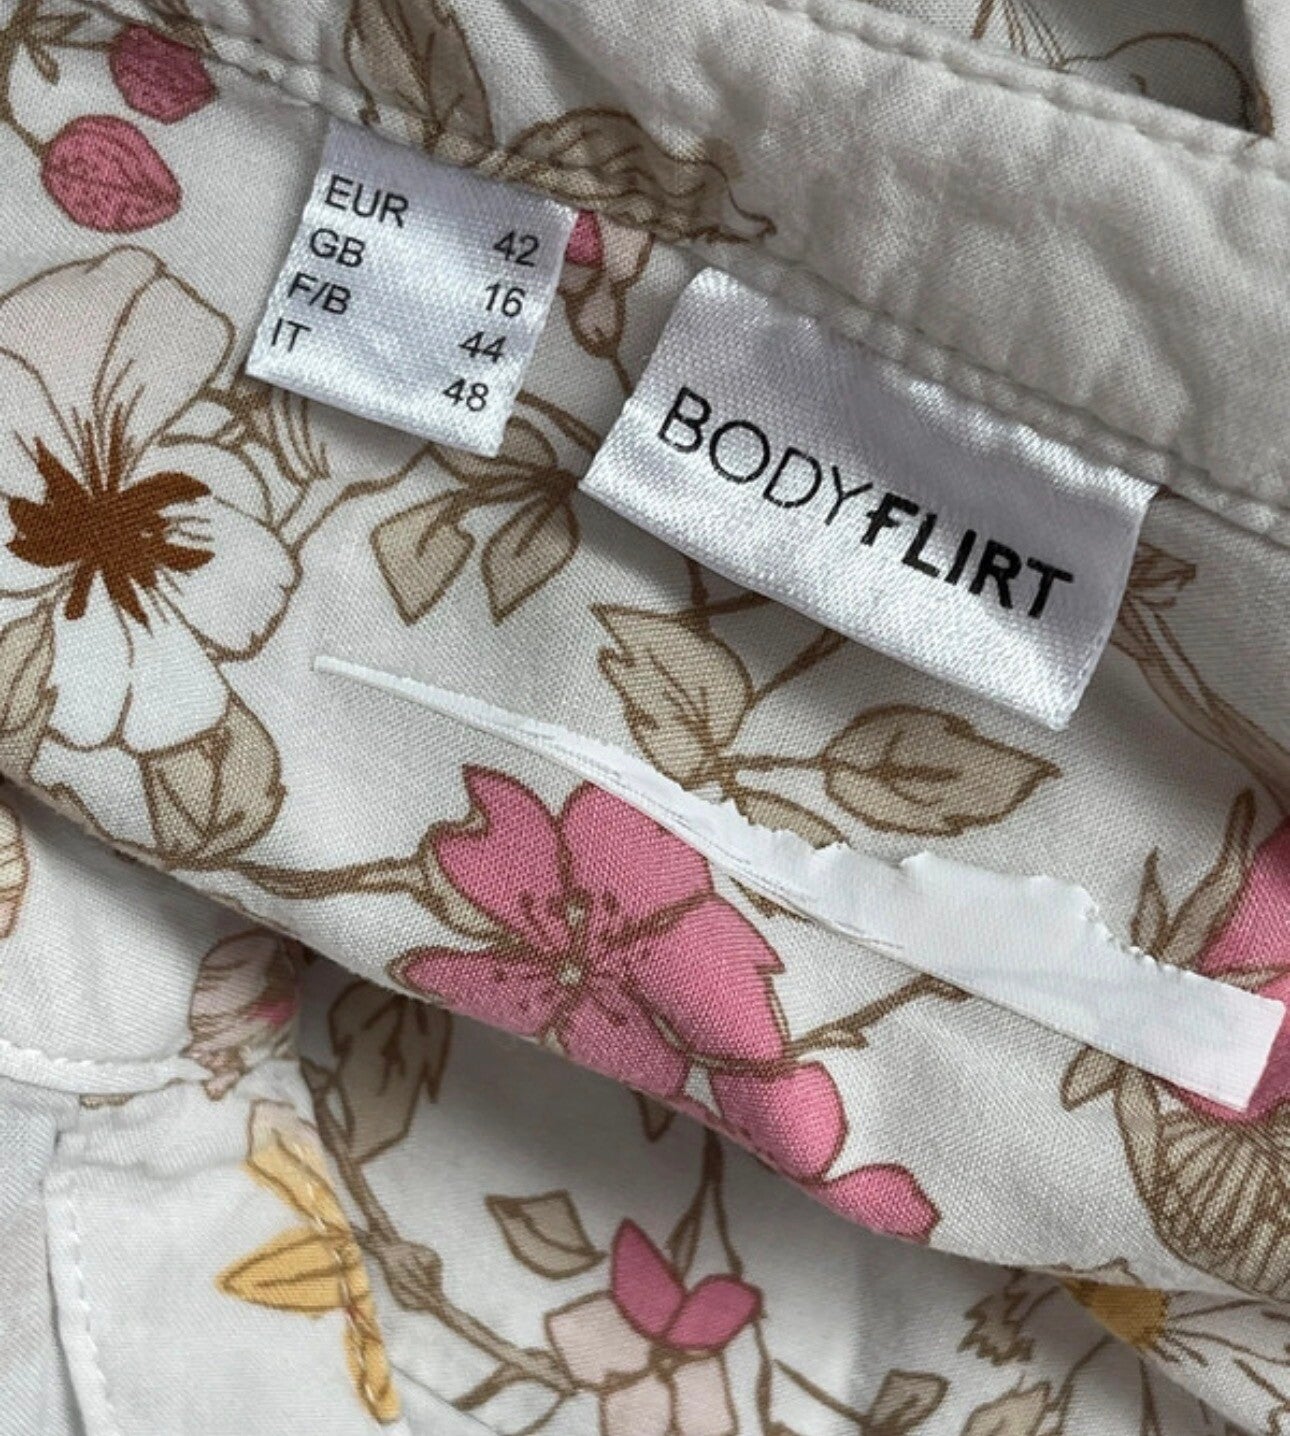 EUR 42
GB 16
F/B 44
IT 48
BODYFLIRT